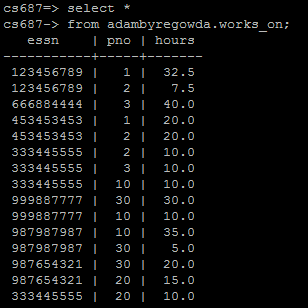 cs687=> select *
cs687-> from adambyregowda.works_on;
essn | pno | hours
-----------+-----+-------
123456789 | 1 | 32.5
123456789 | 2 | 7.5
666884444 | 3 | 40.0
453453453 | 1 | 20.0
453453453 | 2 | 20.0
333445555 | 2 | 10.0
333445555 | 3 | 10.0
333445555 | 10 | 10.0
999887777 | 30 | 30.0
999887777 | 10 | 10.0
987987987 | 10 | 35.0
987987987 | 30 | 5.0
987654321 | 30 | 20.0
987654321 | 20 | 15.0
333445555 | 20 | 10.0